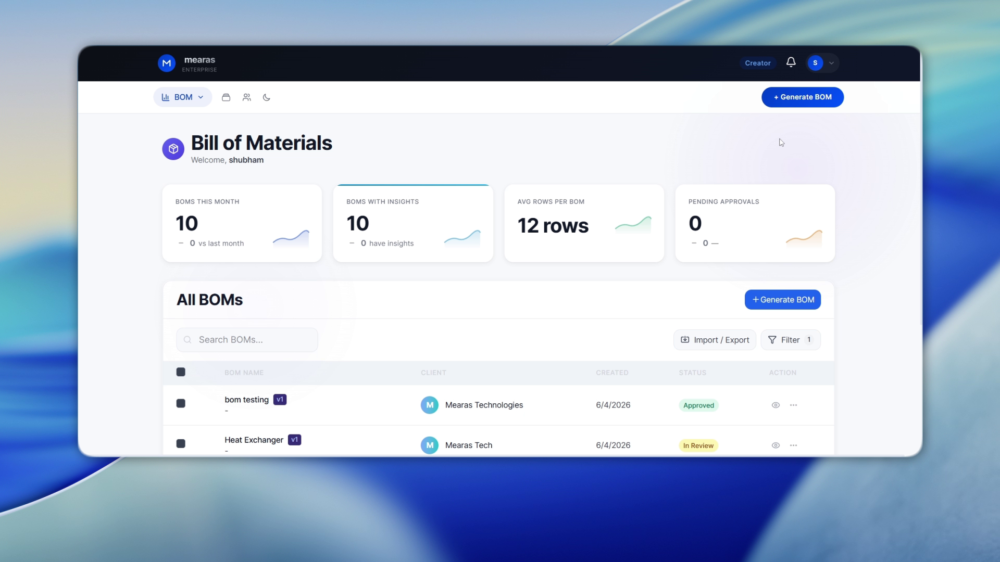 mearas
ENTERPRISE
Creator
S
BOM
+ Generate BOM
Bill of Materials
Welcome, shubham
BOMS THIS MONTH
10
– 0 vs last month
BOMS WITH INSIGHTS
10
– 0 have insights
AVG ROWS PER BOM
12 rows
PENDING APPROVALS
0
– 0 —
All BOMs
+ Generate BOM
Search BOMs...
Import / Export
Filter 1
BOM NAME CLIENT CREATED STATUS ACTION
bom testing v1
-
M Mearas Technologies 6/4/2026 Approved
Heat Exchanger v1
-
M Mearas Tech 6/4/2026 In Review